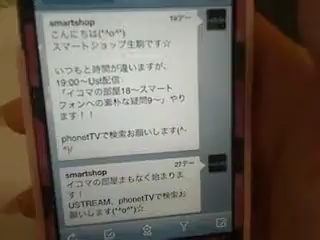 smartshop 19デー
こんにちは(*^o^*)
スマートショップ生駒です☆
いつもと時間が違いますが、
19:00〜Ust配信
『イコマの部屋18〜スマート
フォンへの素朴な疑問9〜』やり
ます！！
phonetTVで検索お願いします(^-
^)/
smartshop 27デー
イコマの部屋まもなく始まりま
す！
USTREAM、phonetTVで検索お
願いします(*^o^*)☆